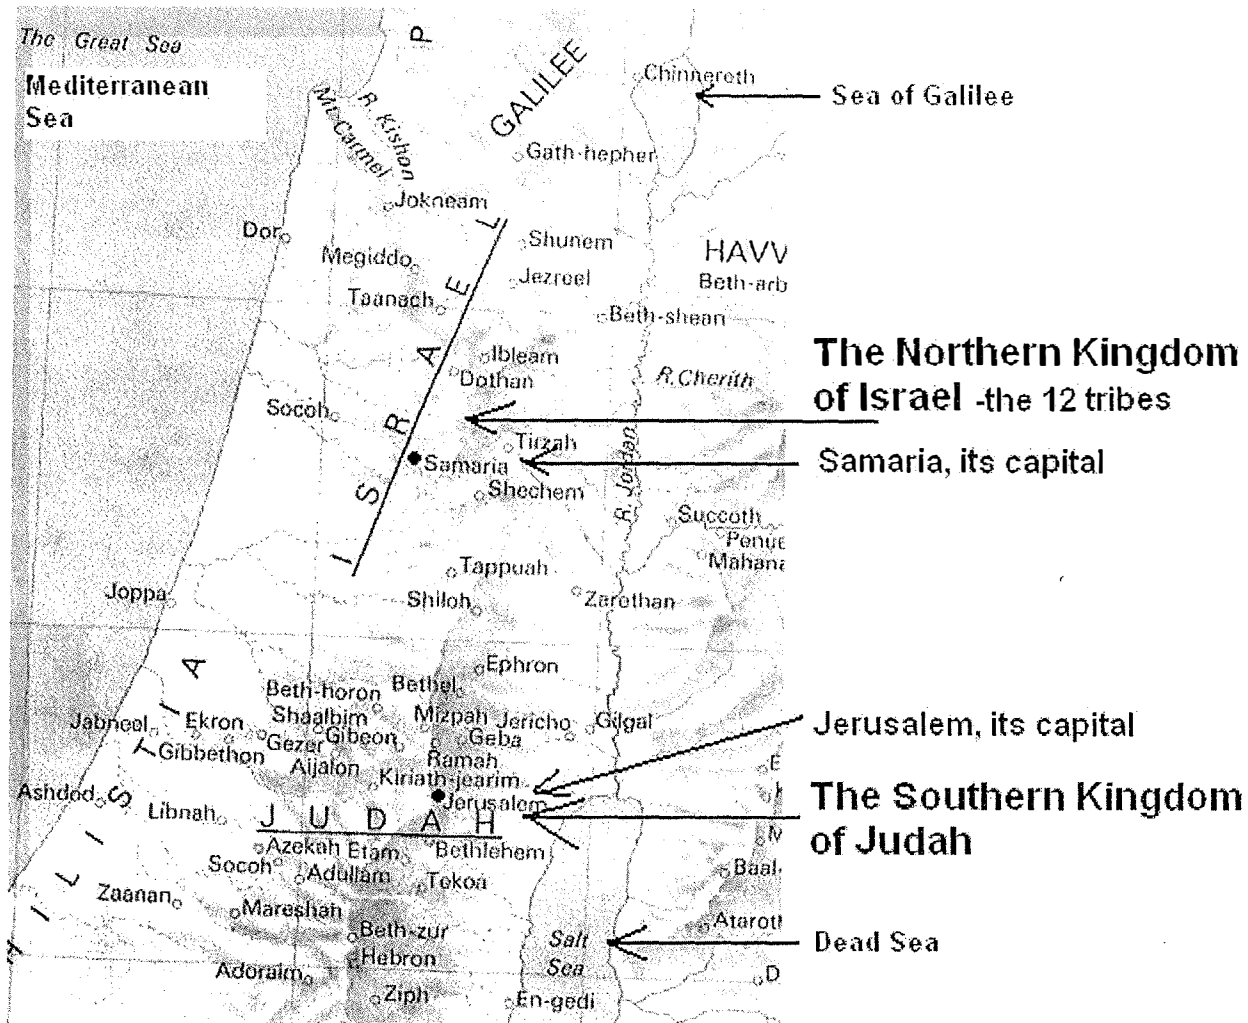 The Great Sea
Mediterranean
Sea
P
GALILEE
Chinnereth
Sea of Galilee
Mt. Carmel
R. Kishon
Gath-hepher
Jokneam
Dor
Shunem
HAVV
Megiddo
Jezreel
Beth-arb
Taanach
Beth-shean
ISRAEL
Ibleam
Dothan
R.Cherith
The Northern Kingdom
of Israel -the 12 tribes
Socoh
Tirzah
Samaria
Samaria, its capital
Shechem
R. Jordan
Succoth
Penue
Mahana
Tappuah
Joppa
Shiloh
Zarethan
Ephron
Beth-horon
Bethel
Jabneel
Ekron
Shaalbim
Mizpah
Jericho
Gilgal
Jerusalem, its capital
Gibbethon
Gezer
Gibeon
Geba
Aijalon
Ramah
Kiriath-jearim
E
Ashdod
Jerusalem
The Southern Kingdom
of Judah
Libnah
JUDAH
M
Azekah
Etam
Bethlehem
Socoh
Adullam
Tekoa
Baal-
Zaanan
Mareshah
Atarot
Beth-zur
Salt
Sea
Dead Sea
Hebron
Adoraim
D
Ziph
En-gedi
HILISTIA